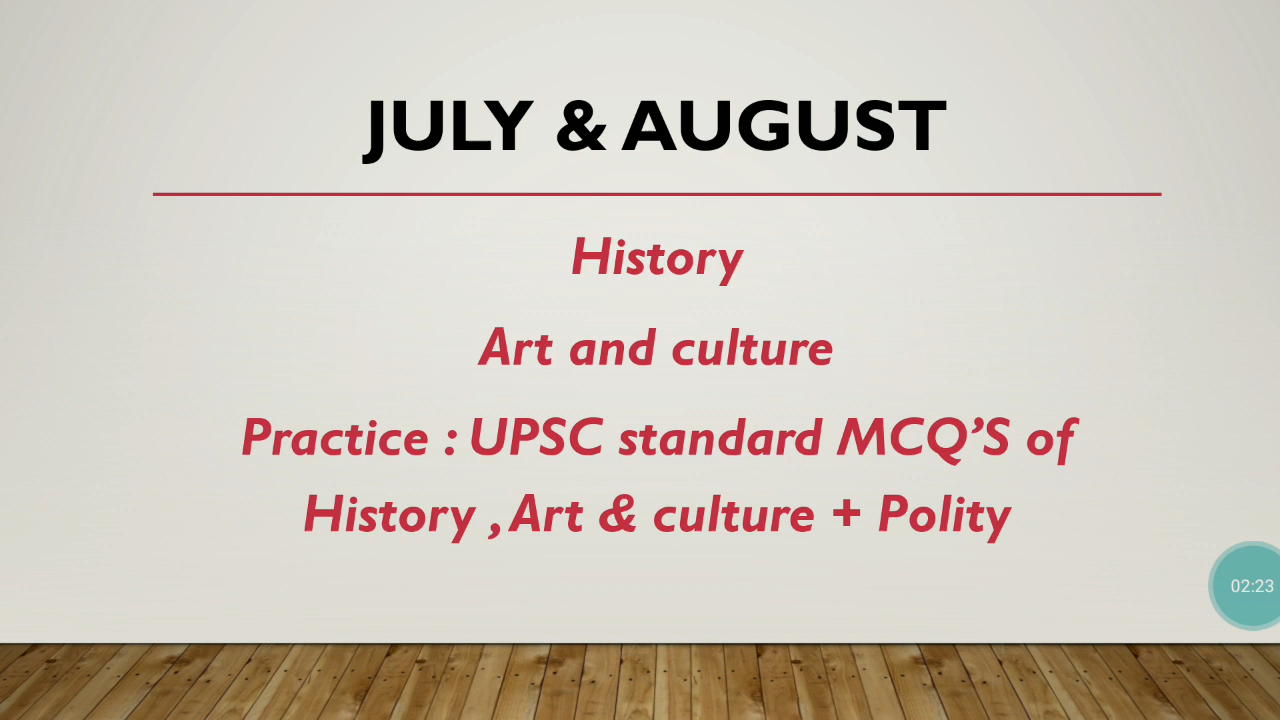 JULY & AUGUST
History
Art and culture
Practice : UPSC standard MCQ’S of
History , Art & culture + Polity
02:23